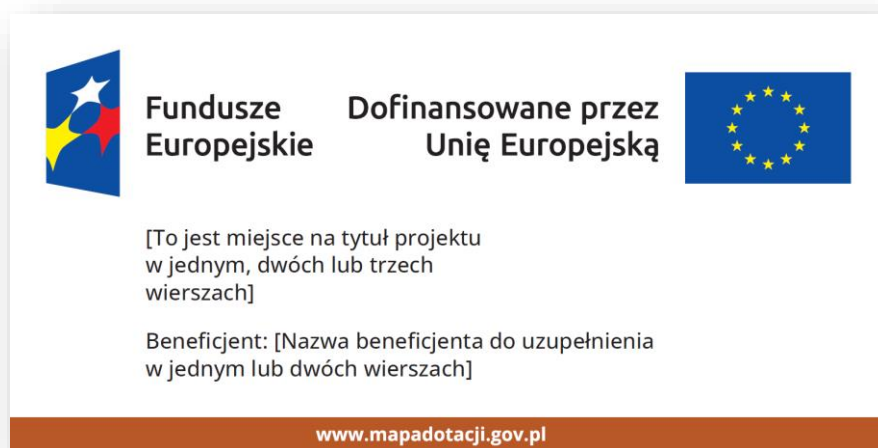 Fundusze
Europejskie
Dofinansowane przez
Unię Europejską
[To jest miejsce na tytuł projektu
w jednym, dwóch lub trzech
wierszach]
Beneficjent: [Nazwa beneficjenta do uzupełnienia
w jednym lub dwóch wierszach]
www.mapadotacji.gov.pl